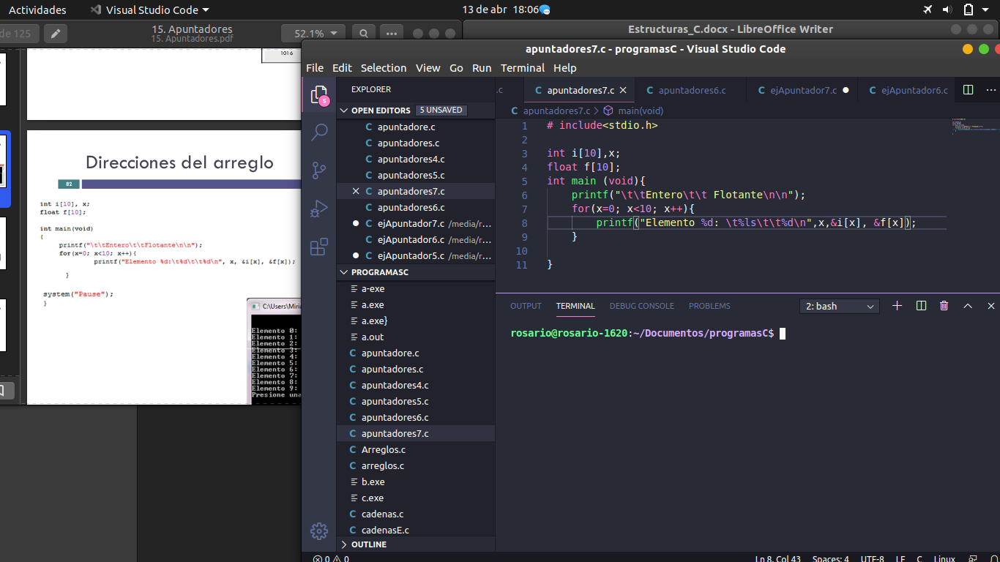 Actividades
Visual Studio Code
13 de abr 18:06
de 125
15. Apuntadores
15. Apuntadores.pdf
52.1%
Estructuras_C.docx - LibreOffice Writer
1016
Direcciones del arreglo
82
int i[10], x;
float f[10];
int main(void)
{
printf("\t\tEntero\t\tFlotante\n\n");
for(x=0; x<10; x++){
printf("Elemento %d:\t%d\t\t%d\n", x, &i[x], &f[x]);
}
system("Pause");
}
C:\Users\Miri
Elemento 0:
Elemento 1:
Elemento 2:
Elemento 3:
Elemento 4:
Elemento 5:
Elemento 6:
Elemento 7:
Elemento 8:
Elemento 9:
Presione una
apuntadores7.c - programasC - Visual Studio Code
File Edit Selection View Go Run Terminal Help
5
EXPLORER
OPEN EDITORS 5 UNSAVED
C apuntadore.c
C apuntadores.c
C apuntadores4.c
C apuntadores5.c
C apuntadores7.c
C apuntadores6.c
C ejApuntador7.c /media/r...
C ejApuntador6.c /media/r...
C ejApuntador5.c /media/r...
PROGRAMASC
a-exe
a.exe
a.exe}
a.out
C apuntadore.c
C apuntadores.c
C apuntadores4.c
C apuntadores5.c
C apuntadores6.c
C apuntadores7.c
C Arreglos.c
C arreglos.c
b.exe
c.exe
C cadenas.c
C cadenasE.c
OUTLINE
.c
C apuntadores7.c
C apuntadores6.c
C ejApuntador7.c
C ejApuntador6.c
C apuntadores7.c > main(void)
1 # include<stdio.h>
2
3 int i[10],x;
4 float f[10];
5 int main (void){
6 printf("\t\tEntero\t\t Flotante\n\n");
7 for(x=0; x<10; x++){
8 printf("Elemento %d: \t%ls\t\t%d\n",x,&i[x], &f[x]);
9 }
10
11 }
OUTPUT TERMINAL DEBUG CONSOLE PROBLEMS
2: bash
rosario@rosario-1620:~/Documentos/programasC$
0 0
Ln 8, Col 43 Spaces: 4 UTF-8 LF C Linux